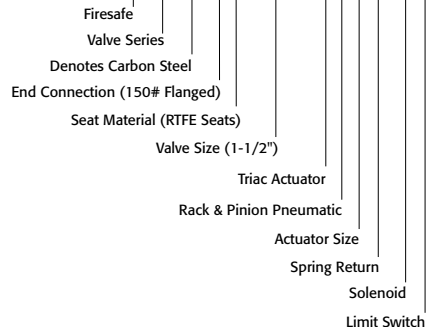 Firesafe
Valve Series
Denotes Carbon Steel
End Connection (150# Flanged)
Seat Material (RTFE Seats)
Valve Size (1-1/2")
Triac Actuator
Rack & Pinion Pneumatic
Actuator Size
Spring Return
Solenoid
Limit Switch